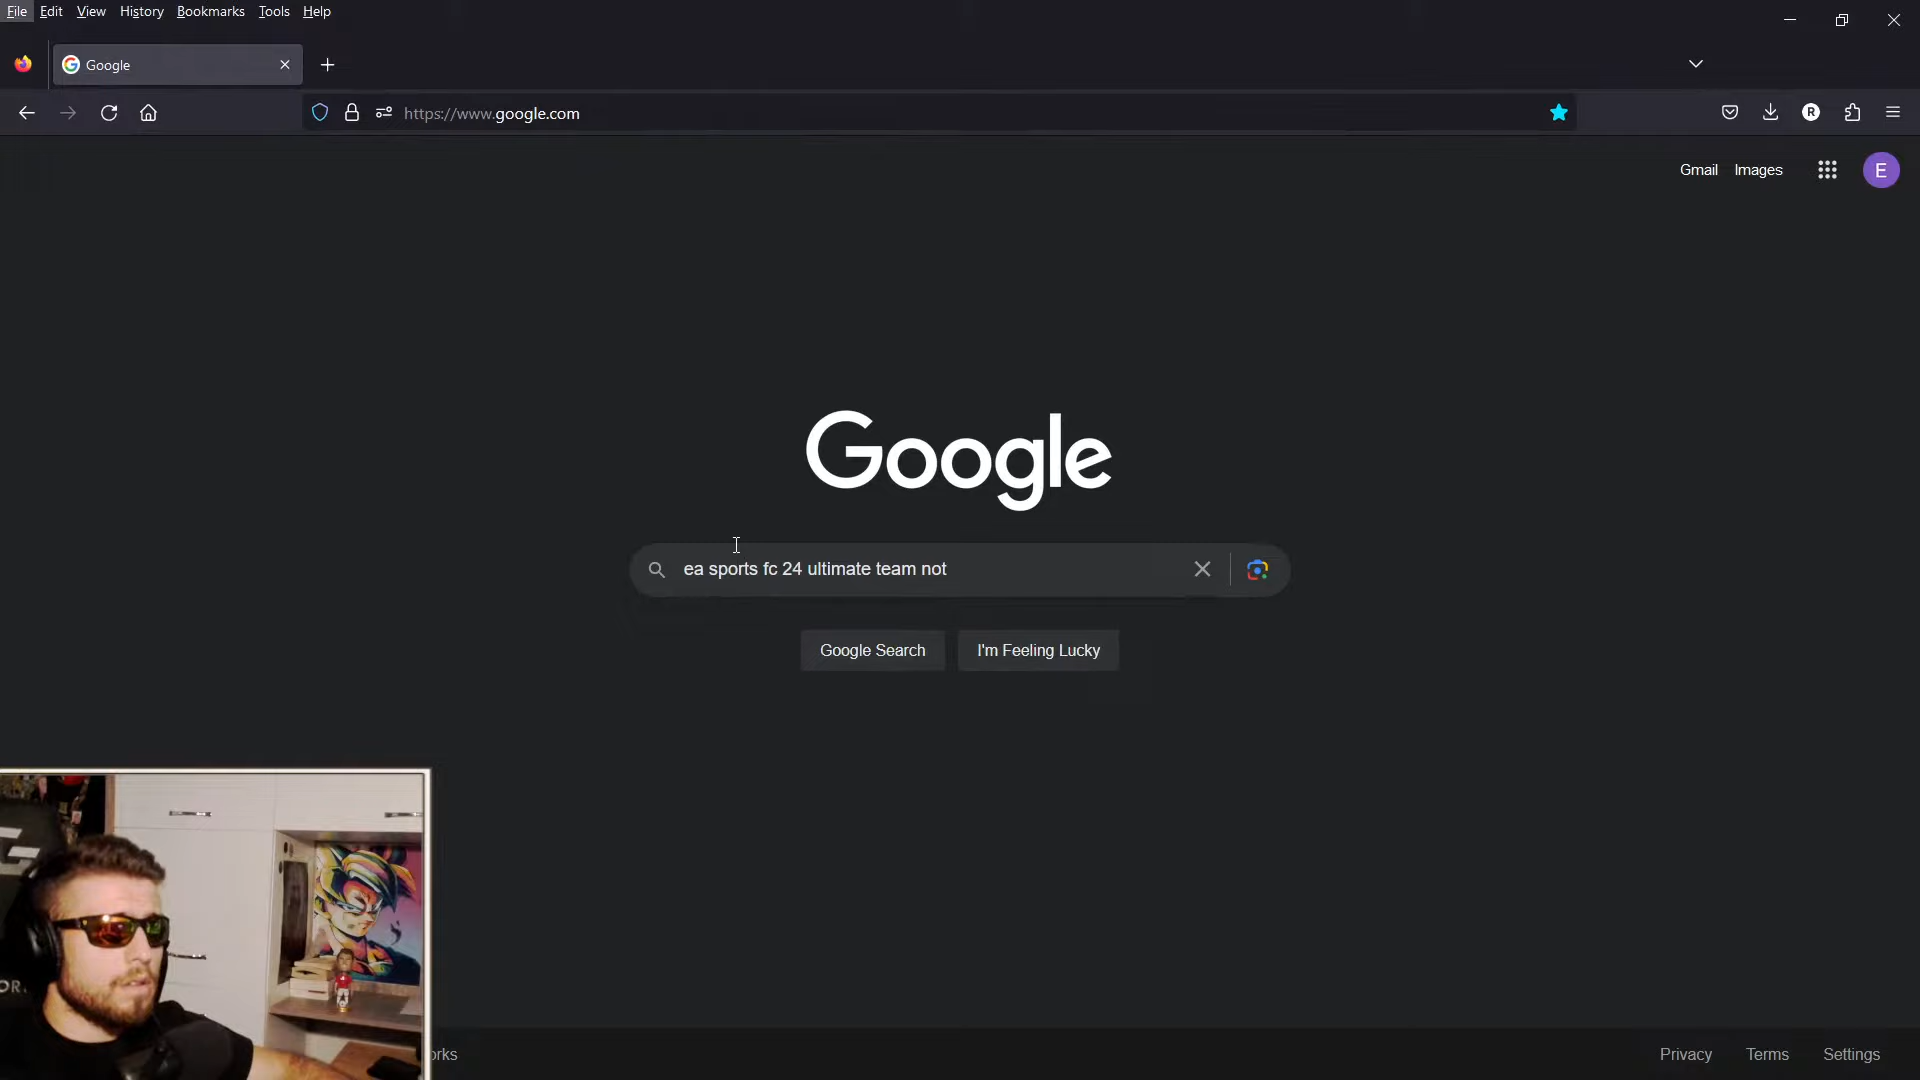 File Edit View History Bookmarks Tools Help
Google
https://www.google.com
R
Gmail Images
E
Google
ea sports fc 24 ultimate team not
Google Search I'm Feeling Lucky
Privacy Terms Settings